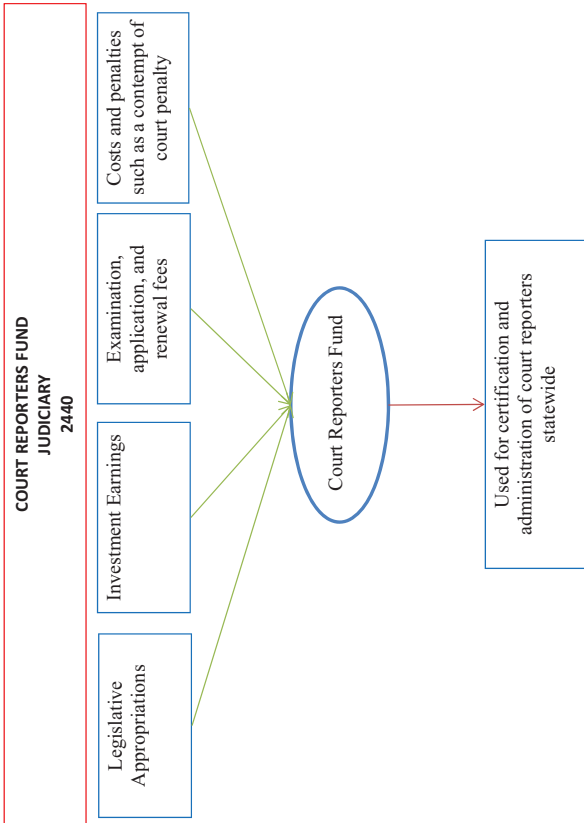 COURT REPORTERS FUND
JUDICIARY
2440
Legislative
Appropriations
Investment Earnings
Examination,
application, and
renewal fees
Costs and penalties
such as a contempt of
court penalty
Court Reporters Fund
Used for certification and
administration of court reporters
statewide